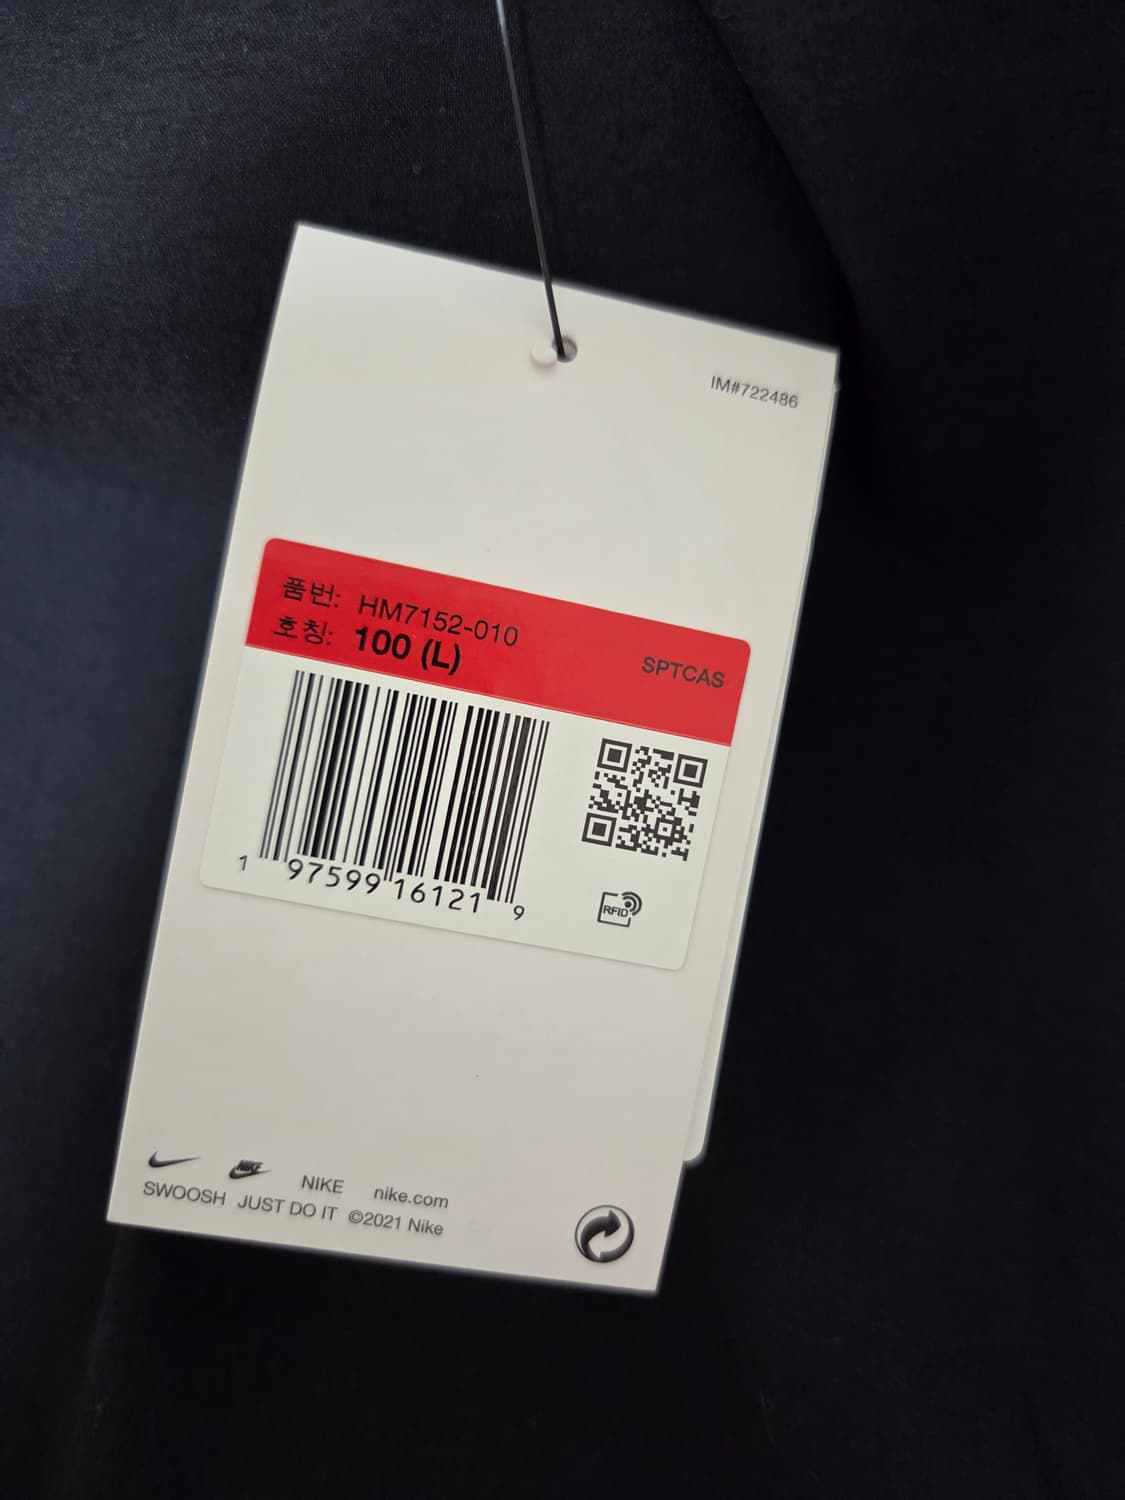 IM#722486
품번: HM7152-010
호칭: 100 (L)
SPTCAS
1 97599 16121 9
RFID
NIKE
NIKE nike.com
SWOOSH JUST DO IT ©2021 Nike